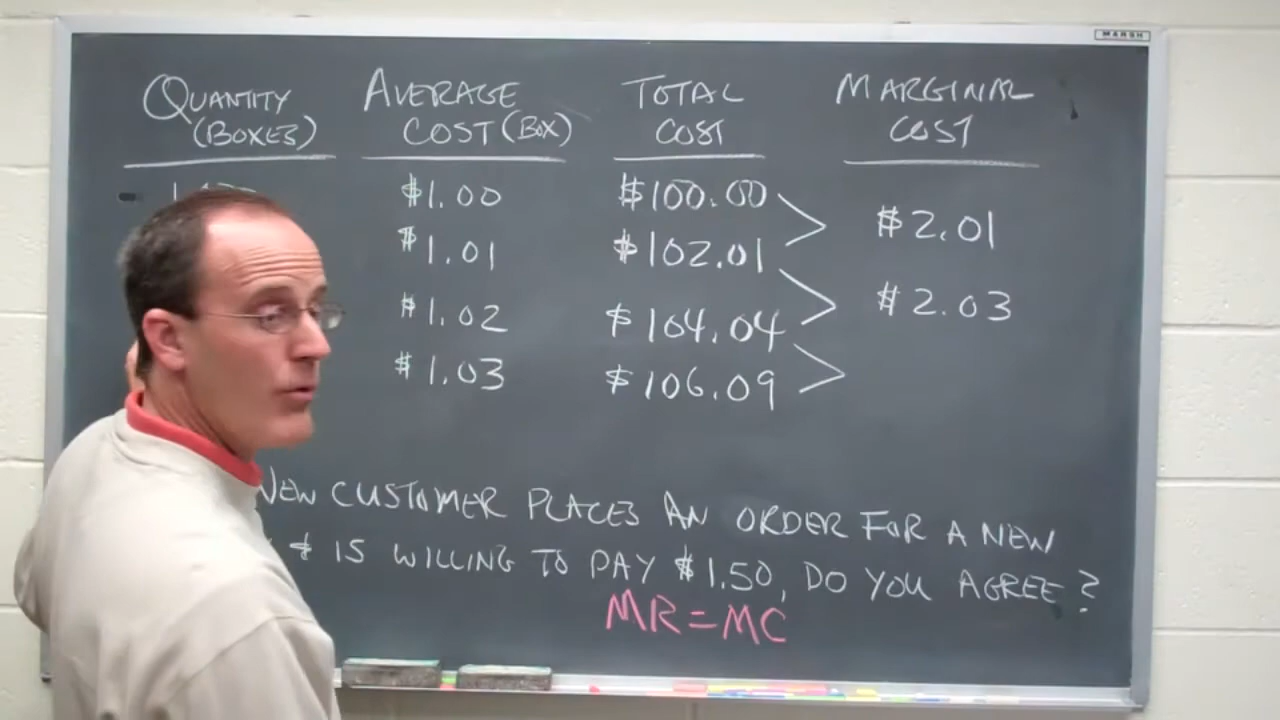 MARSH
QUANTITY (BOXES) AVERAGE COST (BOX) TOTAL COST MARGINAL COST
$1.00 $100.00
$2.01
$1.01 $102.01
$2.03
$1.02 $104.04
$1.03 $106.09
NEW CUSTOMER PLACES AN ORDER FOR A NEW
& IS WILLING TO PAY $1.50, DO YOU AGREE?
MR=MC